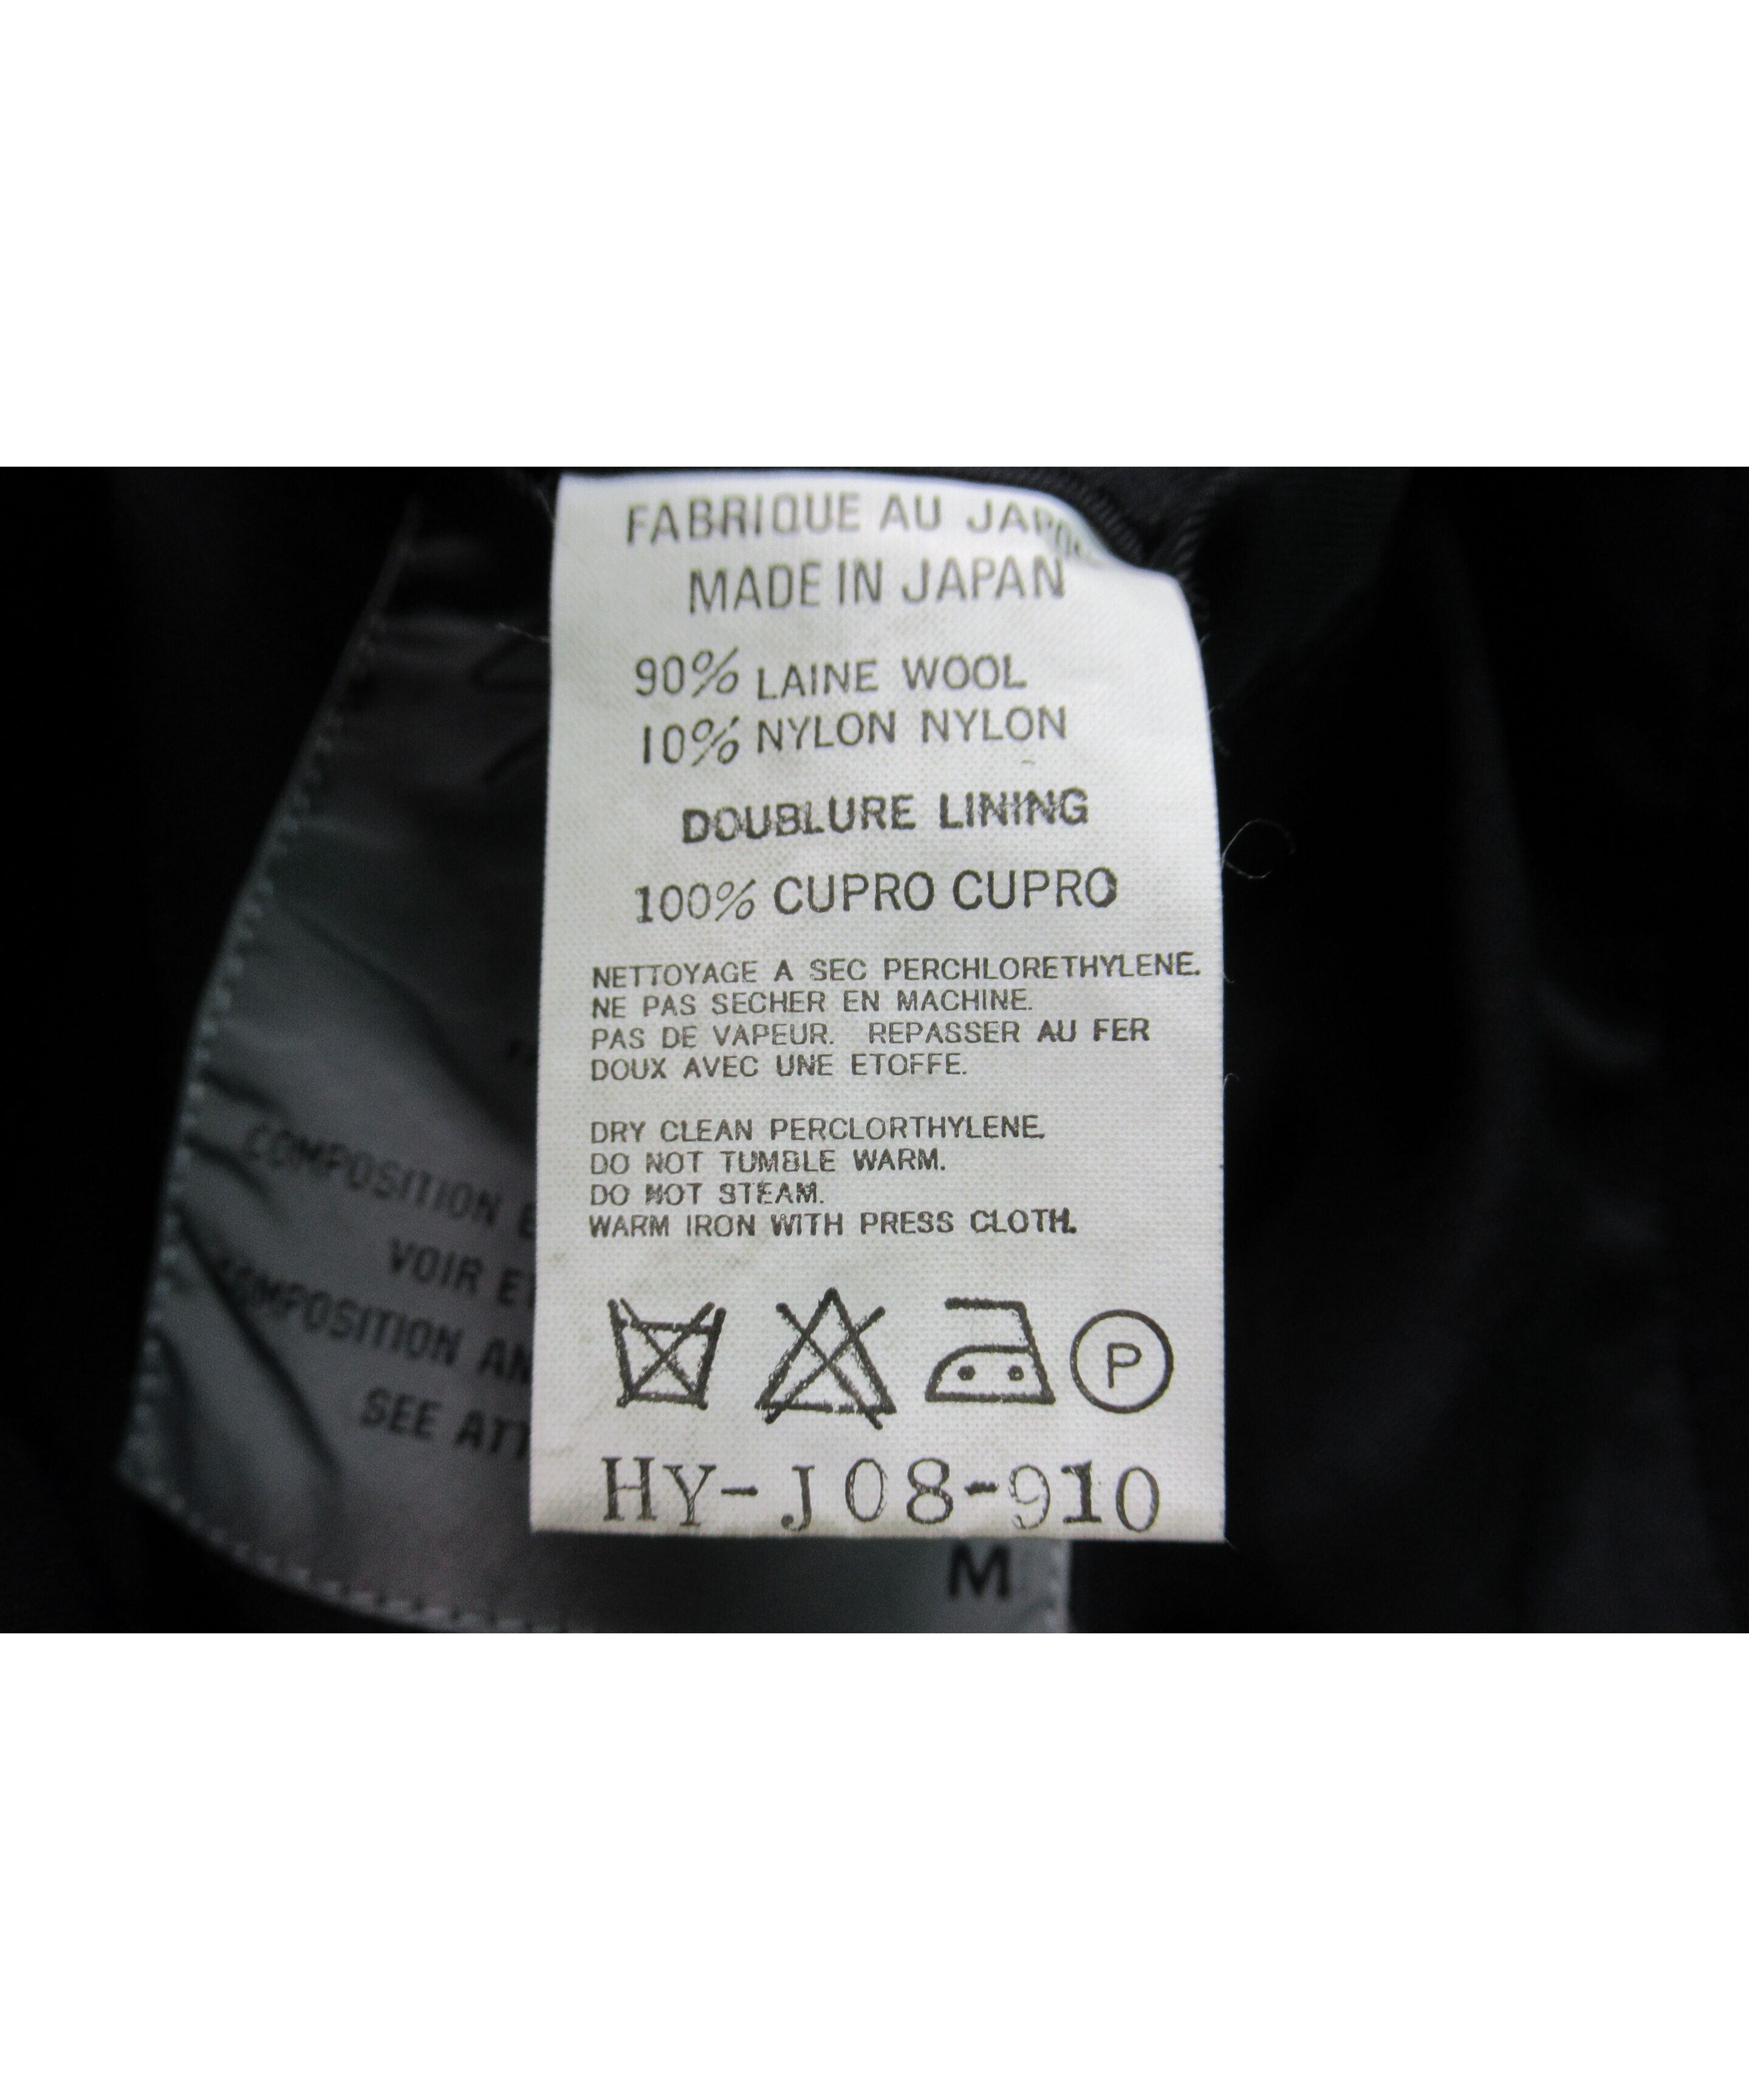 FABRIQUE AU JAPON
MADE IN JAPAN
90% LAINE WOOL
10% NYLON NYLON
DOUBLURE LINING
100% CUPRO CUPRO
NETTOYAGE A SEC PERCHLORETHYLENE.
NE PAS SECHER EN MACHINE.
PAS DE VAPEUR. REPASSER AU FER
DOUX AVEC UNE ETOFFE.
DRY CLEAN PERCLORTHYLENE.
DO NOT TUMBLE WARM.
DO NOT STEAM.
WARM IRON WITH PRESS CLOTH.
P
HY-J08-910
COMPOSITION
VOIR
COMPOSITION
SEE
M